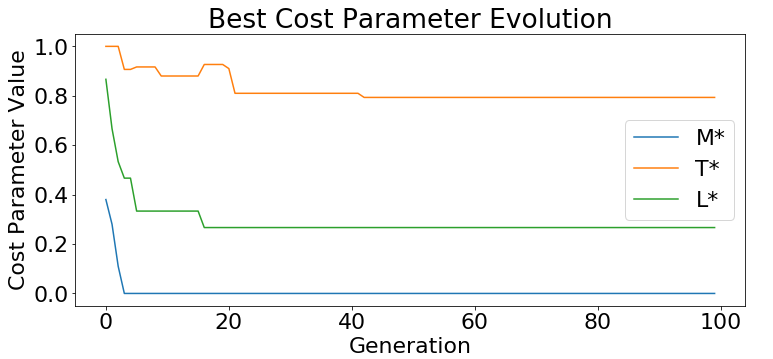 Best Cost Parameter Evolution
Cost Parameter Value
1.0
0.8
0.6
0.4
0.2
0.0
M*
T*
L*
0 20 40 60 80 100
Generation